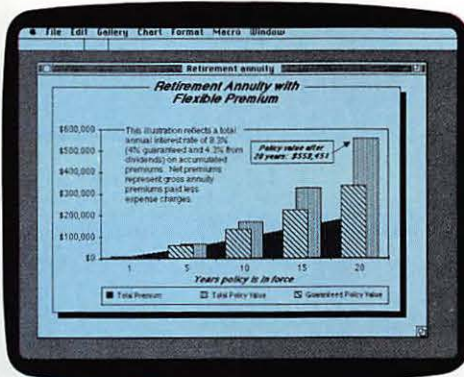 File Edit Gallery Chart Format Macro Window
Retirement annuity
Retirement Annuity with
Flexible Premium
$600,000
$500,000
$400,000
$300,000
$200,000
$100,000
$0
This illustration reflects a total
annual interest rate of 8.3%
(4% guaranteed and 4.3% from
dividends) on accumulated
premiums. Net premiums
represent gross annuity
premiums paid less
expense charges.
Policy value after
20 years: $553,451
1 5 10 15 20
Years policy is in force
Total Premium Total Policy Value Guaranteed Policy Value